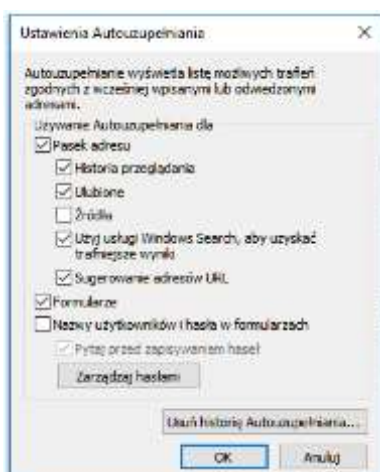 Ustawienia Autouzupełniania
Autouzupełnianie wyświetla listę możliwych trafień
zgodnych z wcześniej wpisanymi lub odwiedzonymi
adresami.
Używanie Autouzupełniania dla
Pasek adresu
Historia przeglądania
Ulubione
Źródła
Użyj usługi Windows Search, aby uzyskać
trafniejsze wyniki
Sugerowanie adresów URL
Formularze
Nazwy użytkowników i hasła w formularzach
Pytaj przed zapisywaniem haseł
Zarządzaj hasłami
Usuń historię Autouzupełniania...
OK
Anuluj